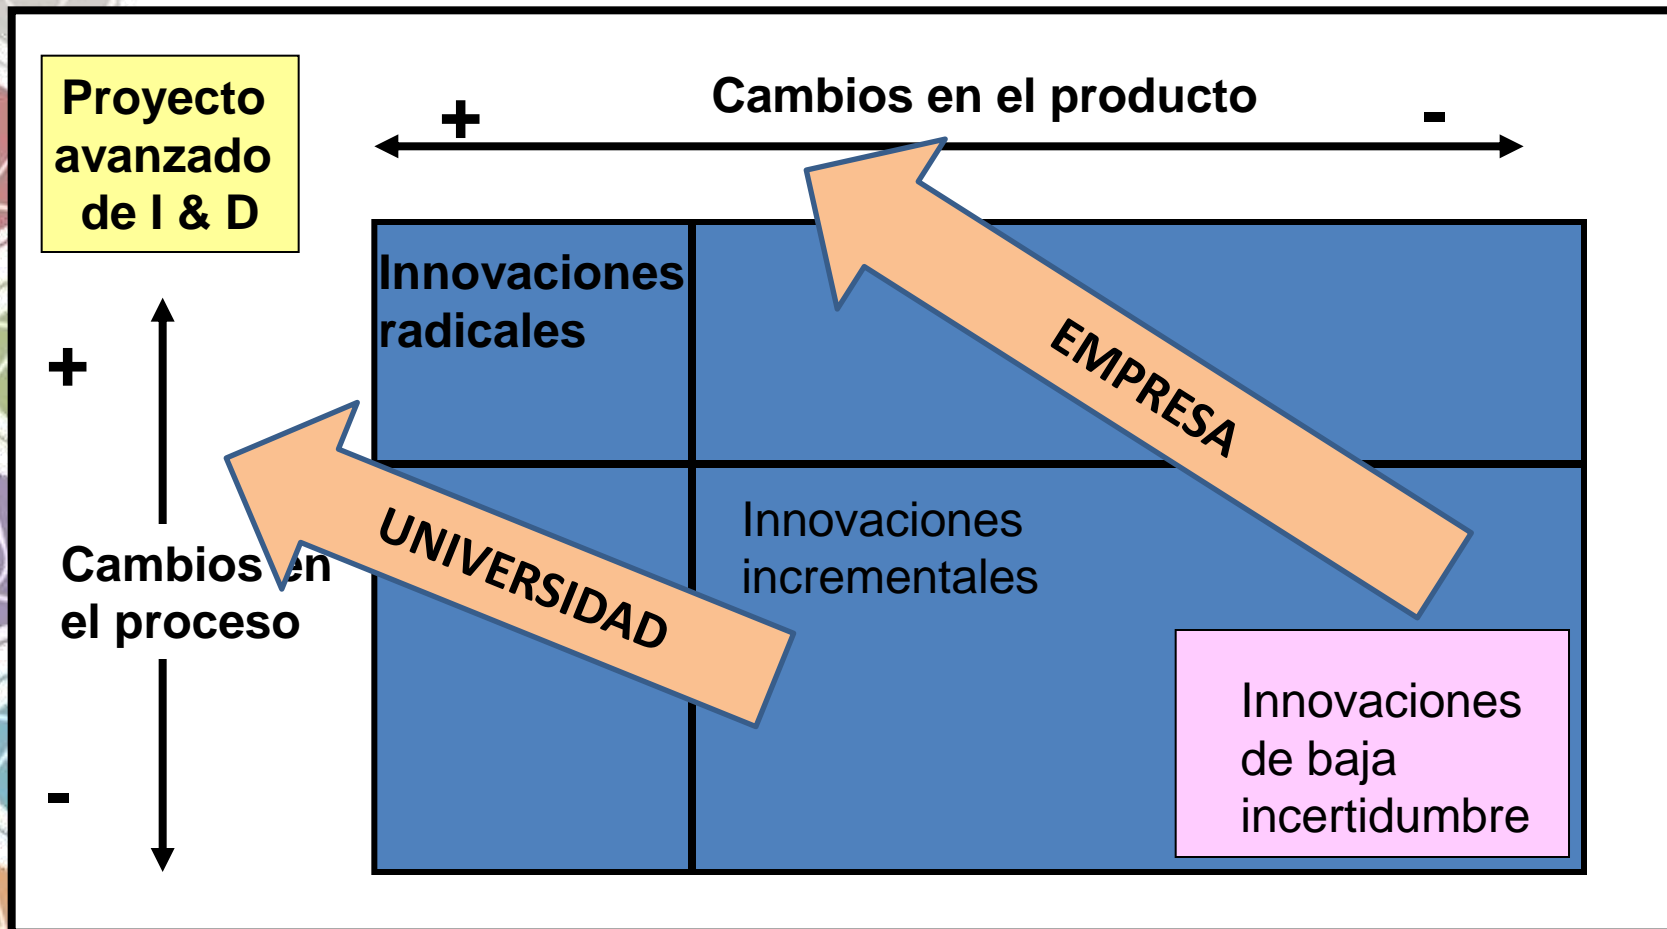 Proyecto
avanzado
de I & D
+
Cambios en el producto
-
Innovaciones
radicales
EMPRESA
+
UNIVERSIDAD
Innovaciones
incrementales
Cambios en
el proceso
-
Innovaciones
de baja
incertidumbre